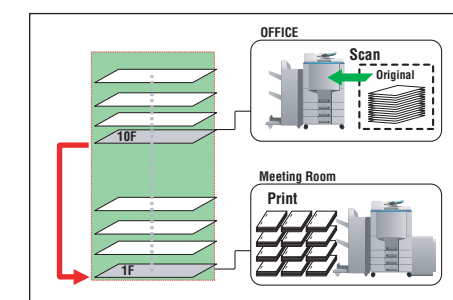 OFFICE
Scan
Original
10F
Meeting Room
Print
1F